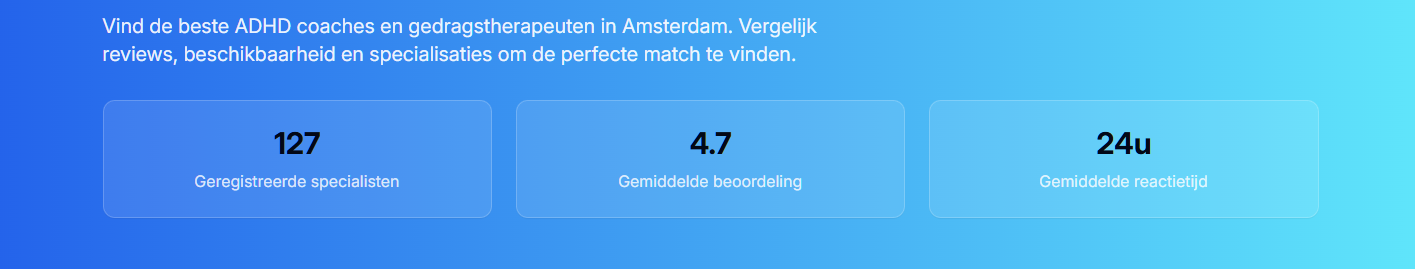 Vind de beste ADHD coaches en gedragstherapeuten in Amsterdam. Vergelijk
reviews, beschikbaarheid en specialisaties om de perfecte match te vinden.
127
Geregistreerde specialisten
4.7
Gemiddelde beoordeling
24u
Gemiddelde reactietijd